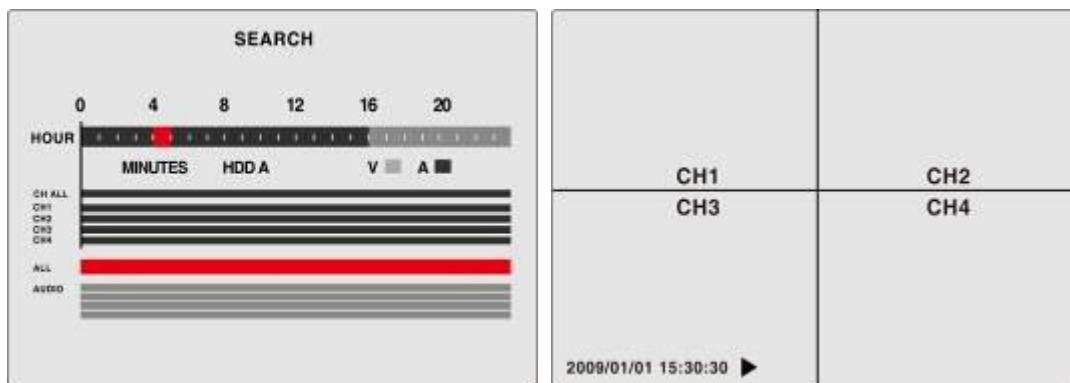 SEARCH
0 4 8 12 16 20
HOUR
MINUTES HDD A V A
CH ALL
CH1
CH2
CH3
CH4
ALL
AUDIO
CH1 CH2
CH3 CH4
2009/01/01 15:30:30